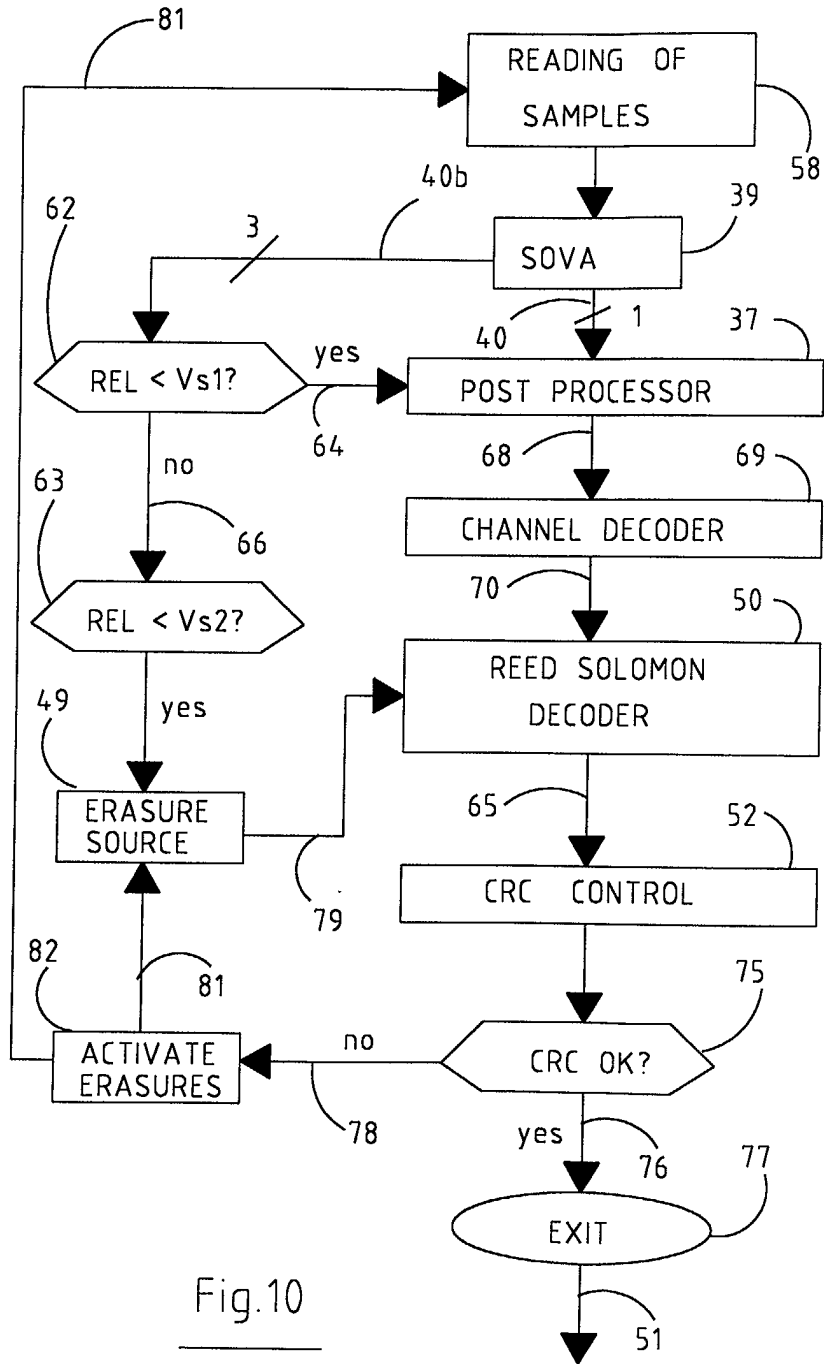 81
READING OF
SAMPLES
58
40b
62
3
39
SOVA
40
1
37
REL < Vs1?
yes
64
POST PROCESSOR
68
no
66
69
63
CHANNEL DECODER
70
REL < Vs2?
50
REED SOLOMON
DECODER
yes
49
65
52
ERASURE
SOURCE
79
CRC CONTROL
82
81
75
ACTIVATE
ERASURES
no
78
CRC OK?
yes
76
77
EXIT
51
Fig.10